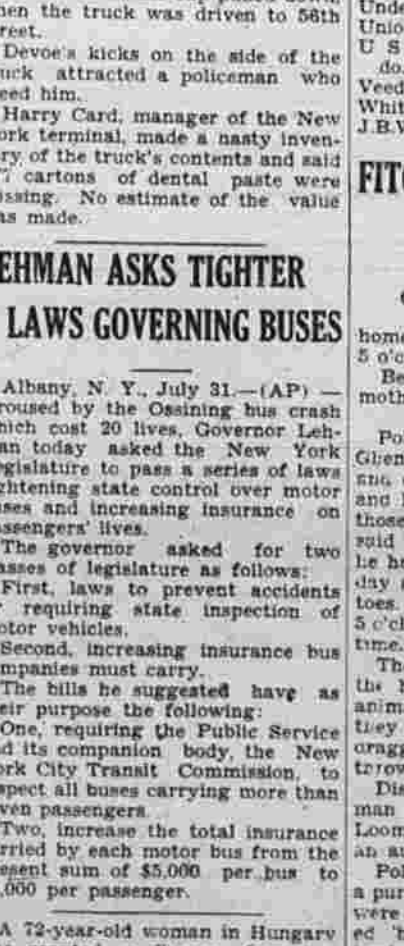 hen the truck was driven to 56th
reet.
Devoe's kicks on the side of the
uck attracted a policeman who
eed him.
Harry Card, manager of the New
ork terminal, made a nasty inven-
ry of the truck's contents and said
cartons of dental paste were
issing. No estimate of the value
as made.
EHMAN ASKS TIGHTER
LAWS GOVERNING BUSES
Albany, N. Y., July 31.—(AP) —
roused by the Ossining bus crash
hich cost 20 lives, Governor Leh-
an today asked the New York
egislature to pass a series of laws
ghtening state control over motor
uses and increasing insurance on
assengers' lives.
The governor asked for two
asses of legislature as follows:
First, laws to prevent accidents
requiring state inspection of
otor vehicles.
Second, increasing insurance bus
mpanies must carry.
The bills he suggested have as
eir purpose the following:
One, requiring the Public Service
d its companion body, the New
ork City Transit Commission, to
spect all buses carrying more than
ven passengers.
Two, increase the total insurance
rried by each motor bus from the
esent sum of $5,000 per bus to
,000 per passenger.
A 72-year-old woman in Hungary
Unde
Unio
U S
do.
Veed
Whit
J.B.W
FIT
home
5 o'c
Be
moth
Po
Glen
and
and
those
said
he h
day
toes.
5 o'cl
time.
Th
the
anim
they
dragg
throw
Dis
man
Loom
an au
Pol
a pur
were
ed